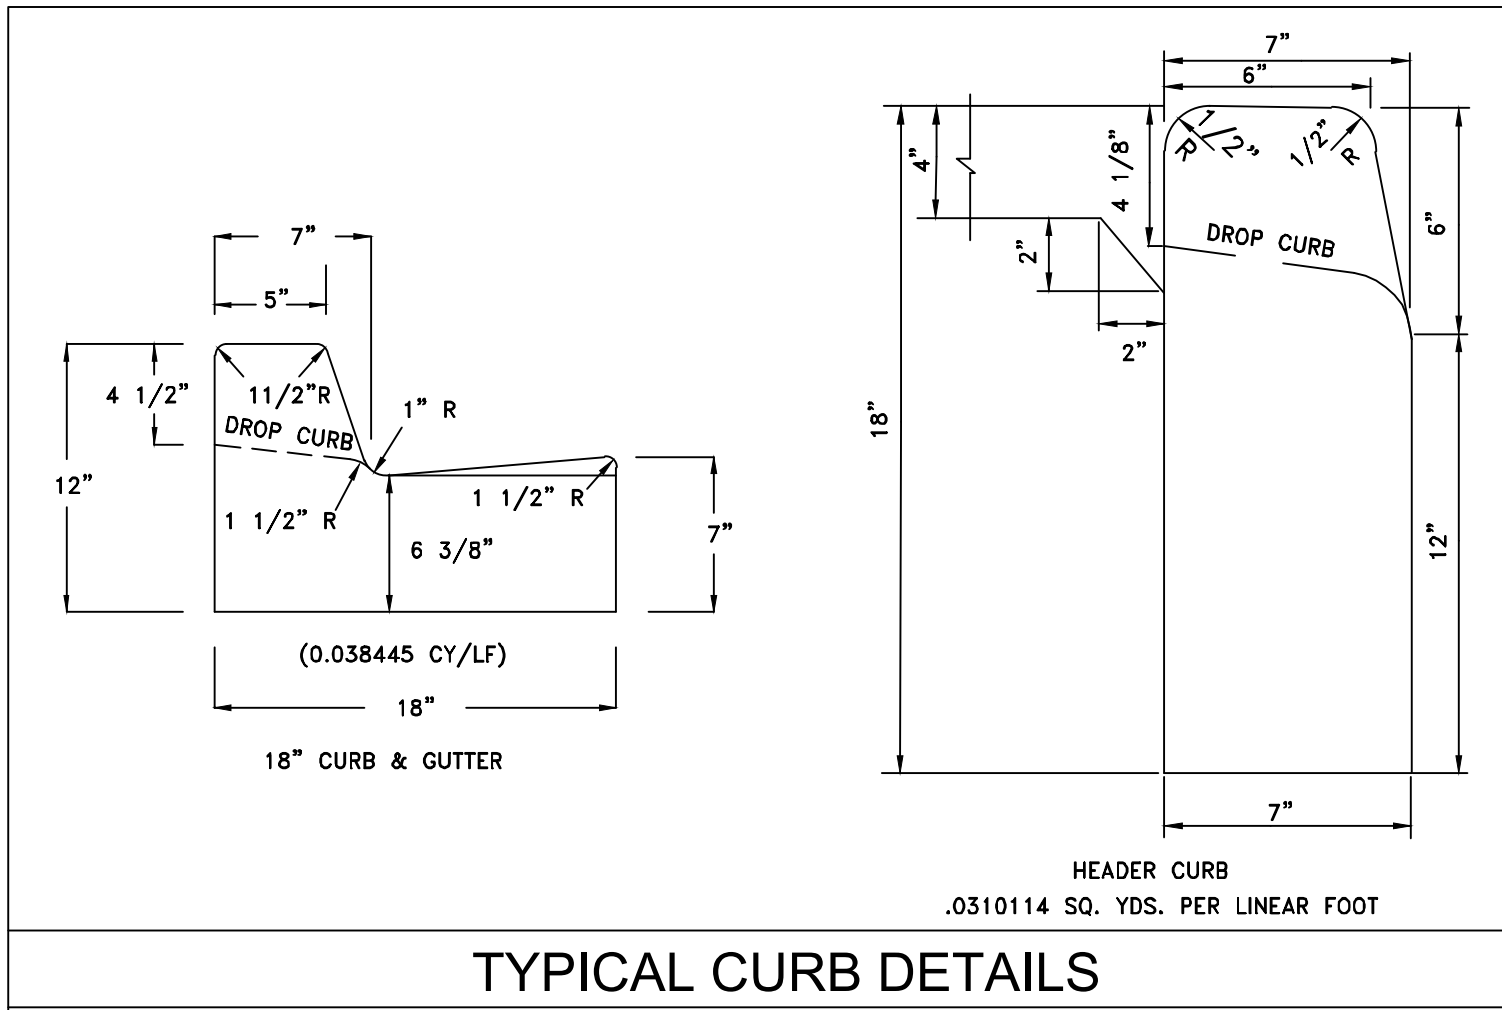 7”
5”
4 1/2”
11/2”R
1” R
DROP CURB
12”
1 1/2” R
1 1/2” R
6 3/8”
7”
(0.038445 CY/LF)
18”
18” CURB & GUTTER
7”
6”
4”
4 1/8”
1/2”
R
1/2”
R
DROP CURB
6”
2”
2”
18”
12”
7”
HEADER CURB
.0310114 SQ. YDS. PER LINEAR FOOT
TYPICAL CURB DETAILS